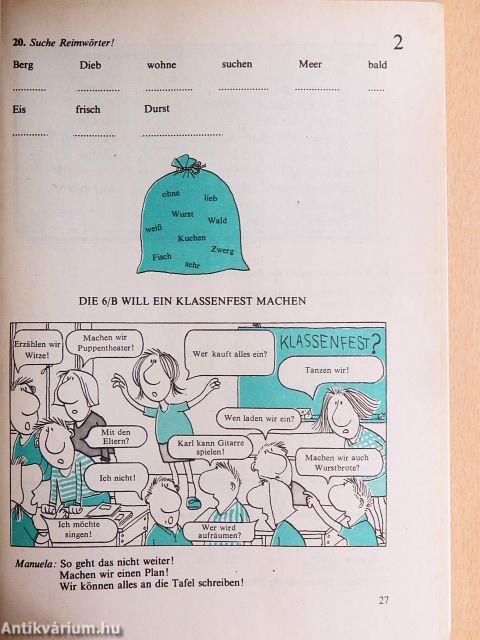 20. Suche Reimwörter!
2
Berg Dieb wohne suchen Meer bald
Eis frisch Durst
ohne lieb
Wurst Wald
weiß
Kuchen
Zwerg
Fisch
sehr
DIE 6/B WILL EIN KLASSENFEST MACHEN
Erzählen wir
Witze!
Machen wir
Puppentheater!
Wer kauft alles ein?
KLASSENFEST?
Tanzen wir!
Mit den
Eltern?
Karl kann Gitarre
spielen!
Wen laden wir ein?
Machen wir auch
Wurstbrote?
Ich nicht!
Ich möchte
singen!
Wer wird
aufräumen?
Manuela: So geht das nicht weiter!
Machen wir einen Plan!
Wir können alles an die Tafel schreiben!
27
Antikvárium.hu